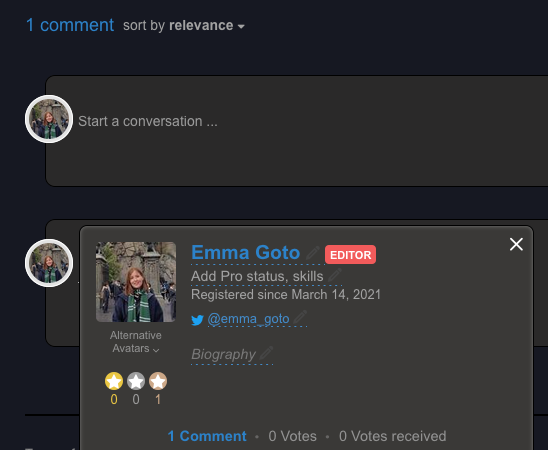 1 comment sort by relevance
Start a conversation ...
Emma Goto EDITOR
Add Pro status, skills
Registered since March 14, 2021
@emma_goto
Alternative
Avatars
Biography
0 0 1
1 Comment • 0 Votes • 0 Votes received